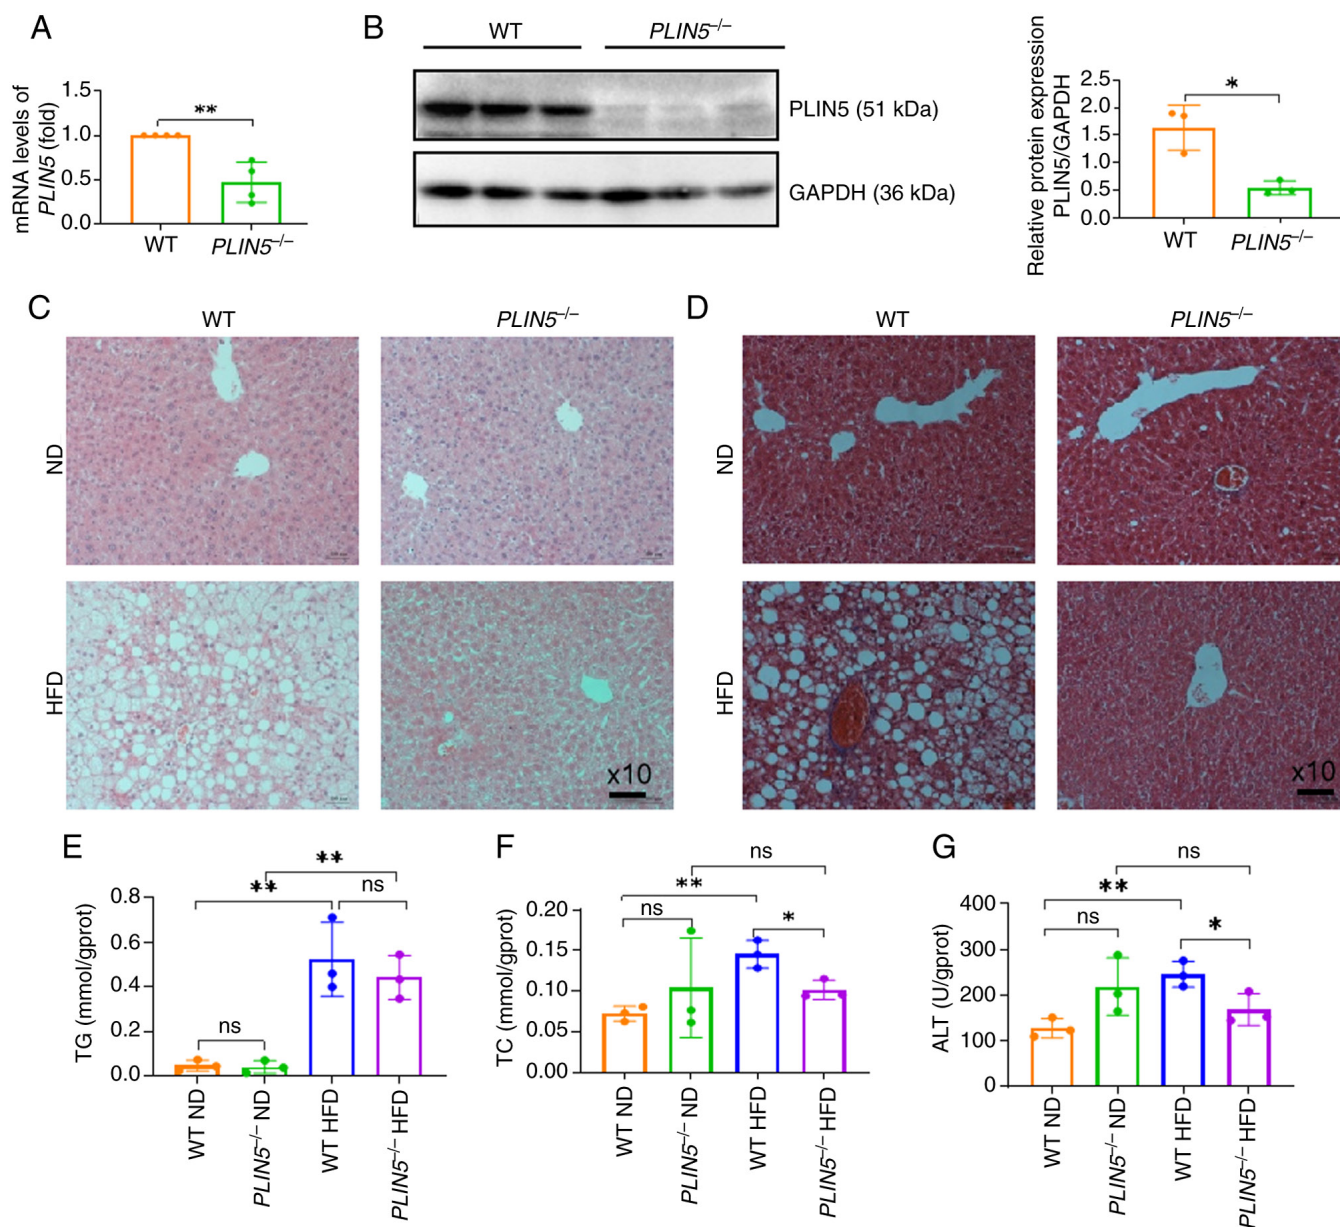 A
mRNA levels of
PLIN5 (fold)
1.5
1.0
0.5
0.0
**
WT
PLIN5–/–
B
WT
PLIN5–/–
PLIN5 (51 kDa)
GAPDH (36 kDa)
Relative protein expression
PLIN5/GAPDH
2.5
2.0
1.5
1.0
0.5
0.0
*
WT
PLIN5–/–
C
WT
PLIN5–/–
ND
HFD
x10
D
WT
PLIN5–/–
ND
HFD
x10
E
TG (mmol/gprot)
0.8
0.6
0.4
0.2
0.0
**
**
ns
ns
WT ND
PLIN5–/– ND
WT HFD
PLIN5–/– HFD
F
TC (mmol/gprot)
0.20
0.15
0.10
0.05
0.00
ns
**
ns
*
WT ND
PLIN5–/– ND
WT HFD
PLIN5–/– HFD
G
ALT (U/gprot)
400
300
200
100
0
ns
**
ns
*
WT ND
PLIN5–/– ND
WT HFD
PLIN5–/– HFD